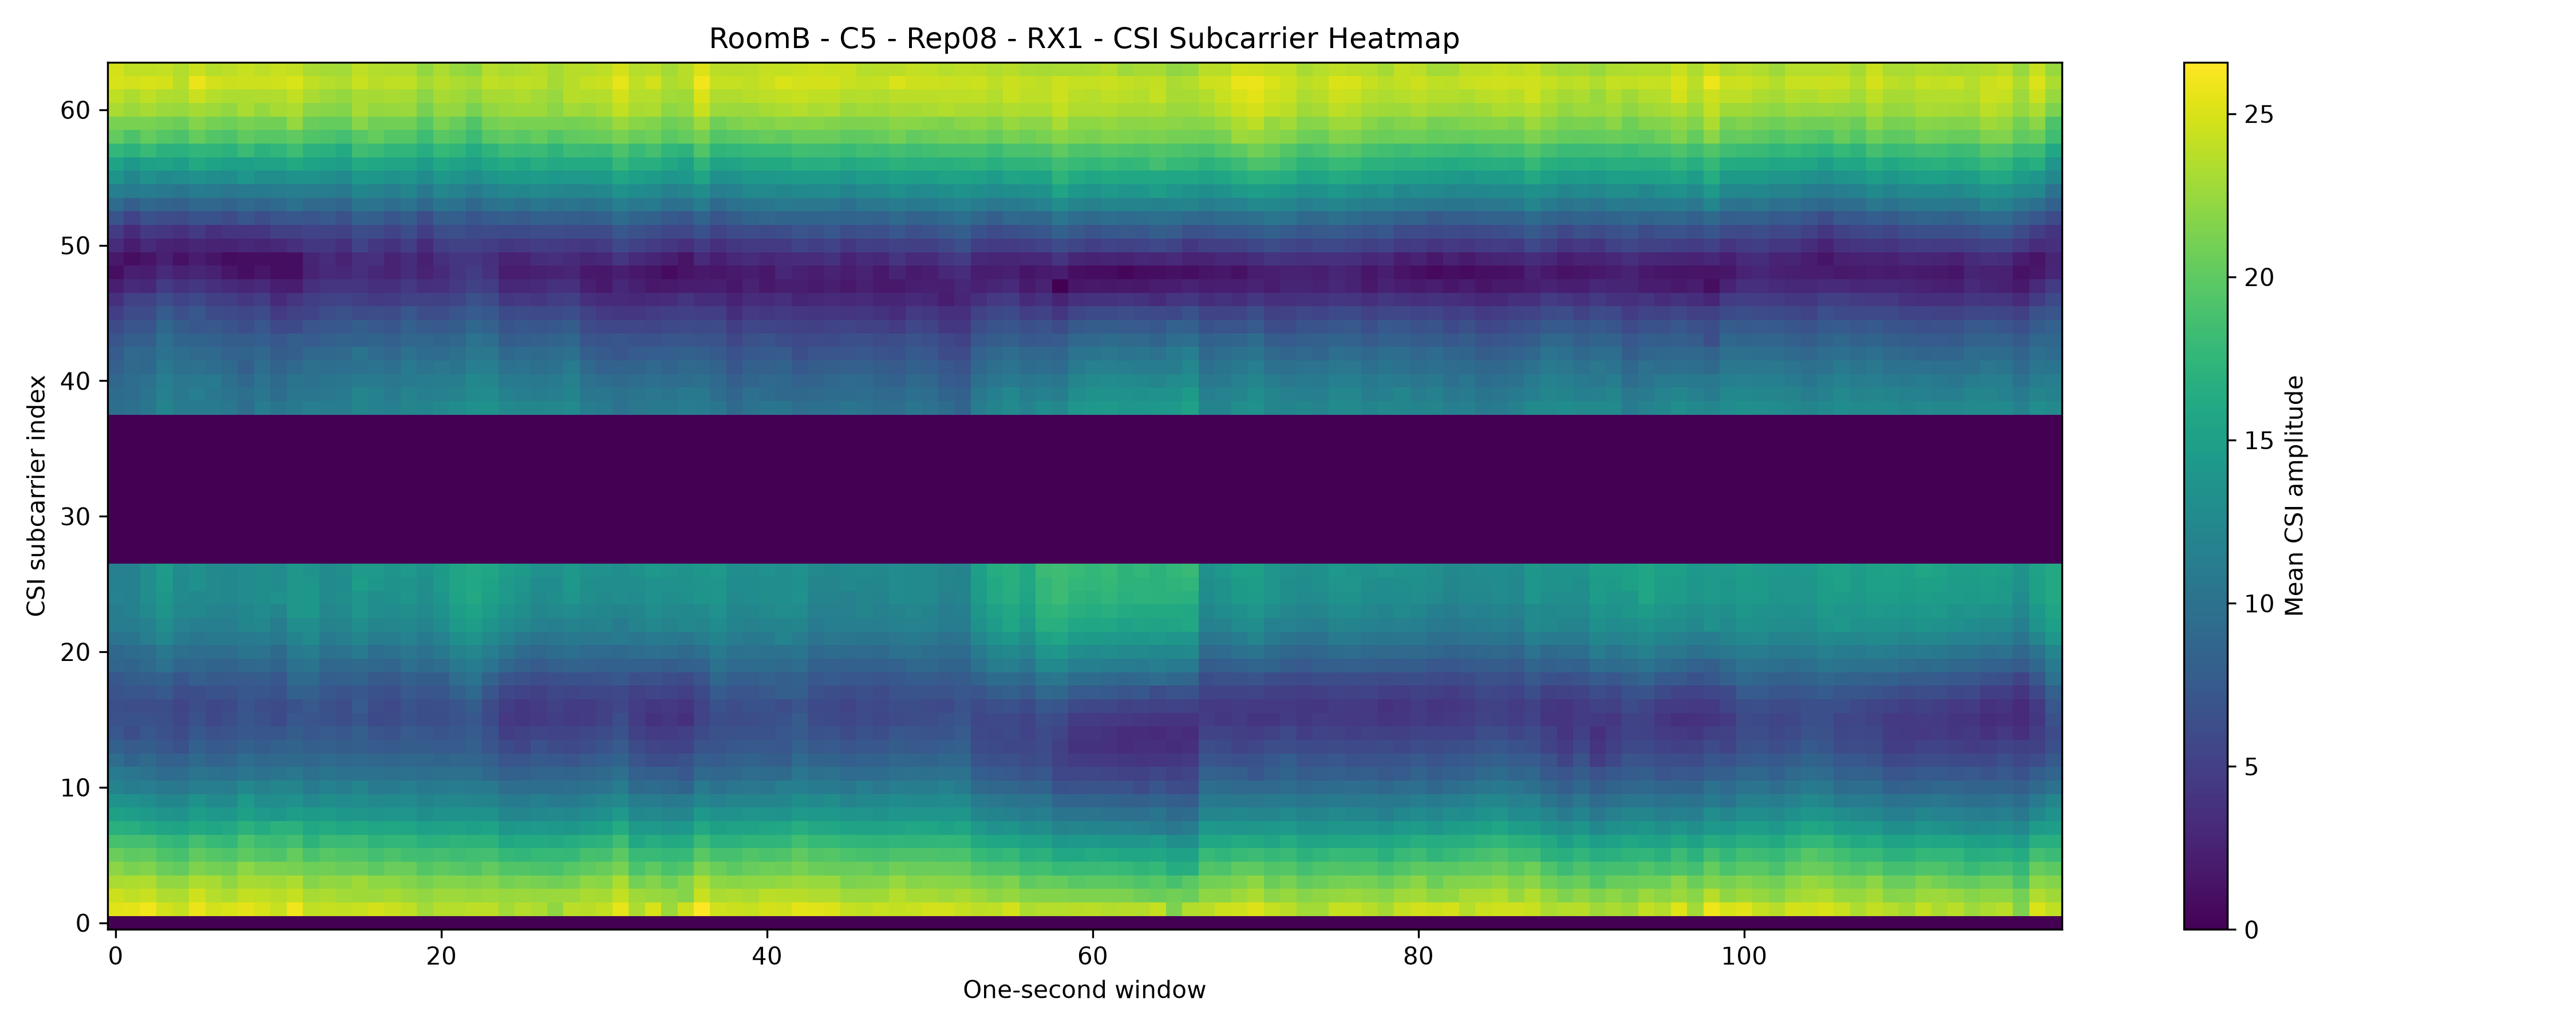 RoomB - C5 - Rep08 - RX1 - CSI Subcarrier Heatmap
CSI subcarrier index
60
50
40
30
20
10
0
0 20 40 60 80 100
One-second window
25
20
15
10
5
0
Mean CSI amplitude